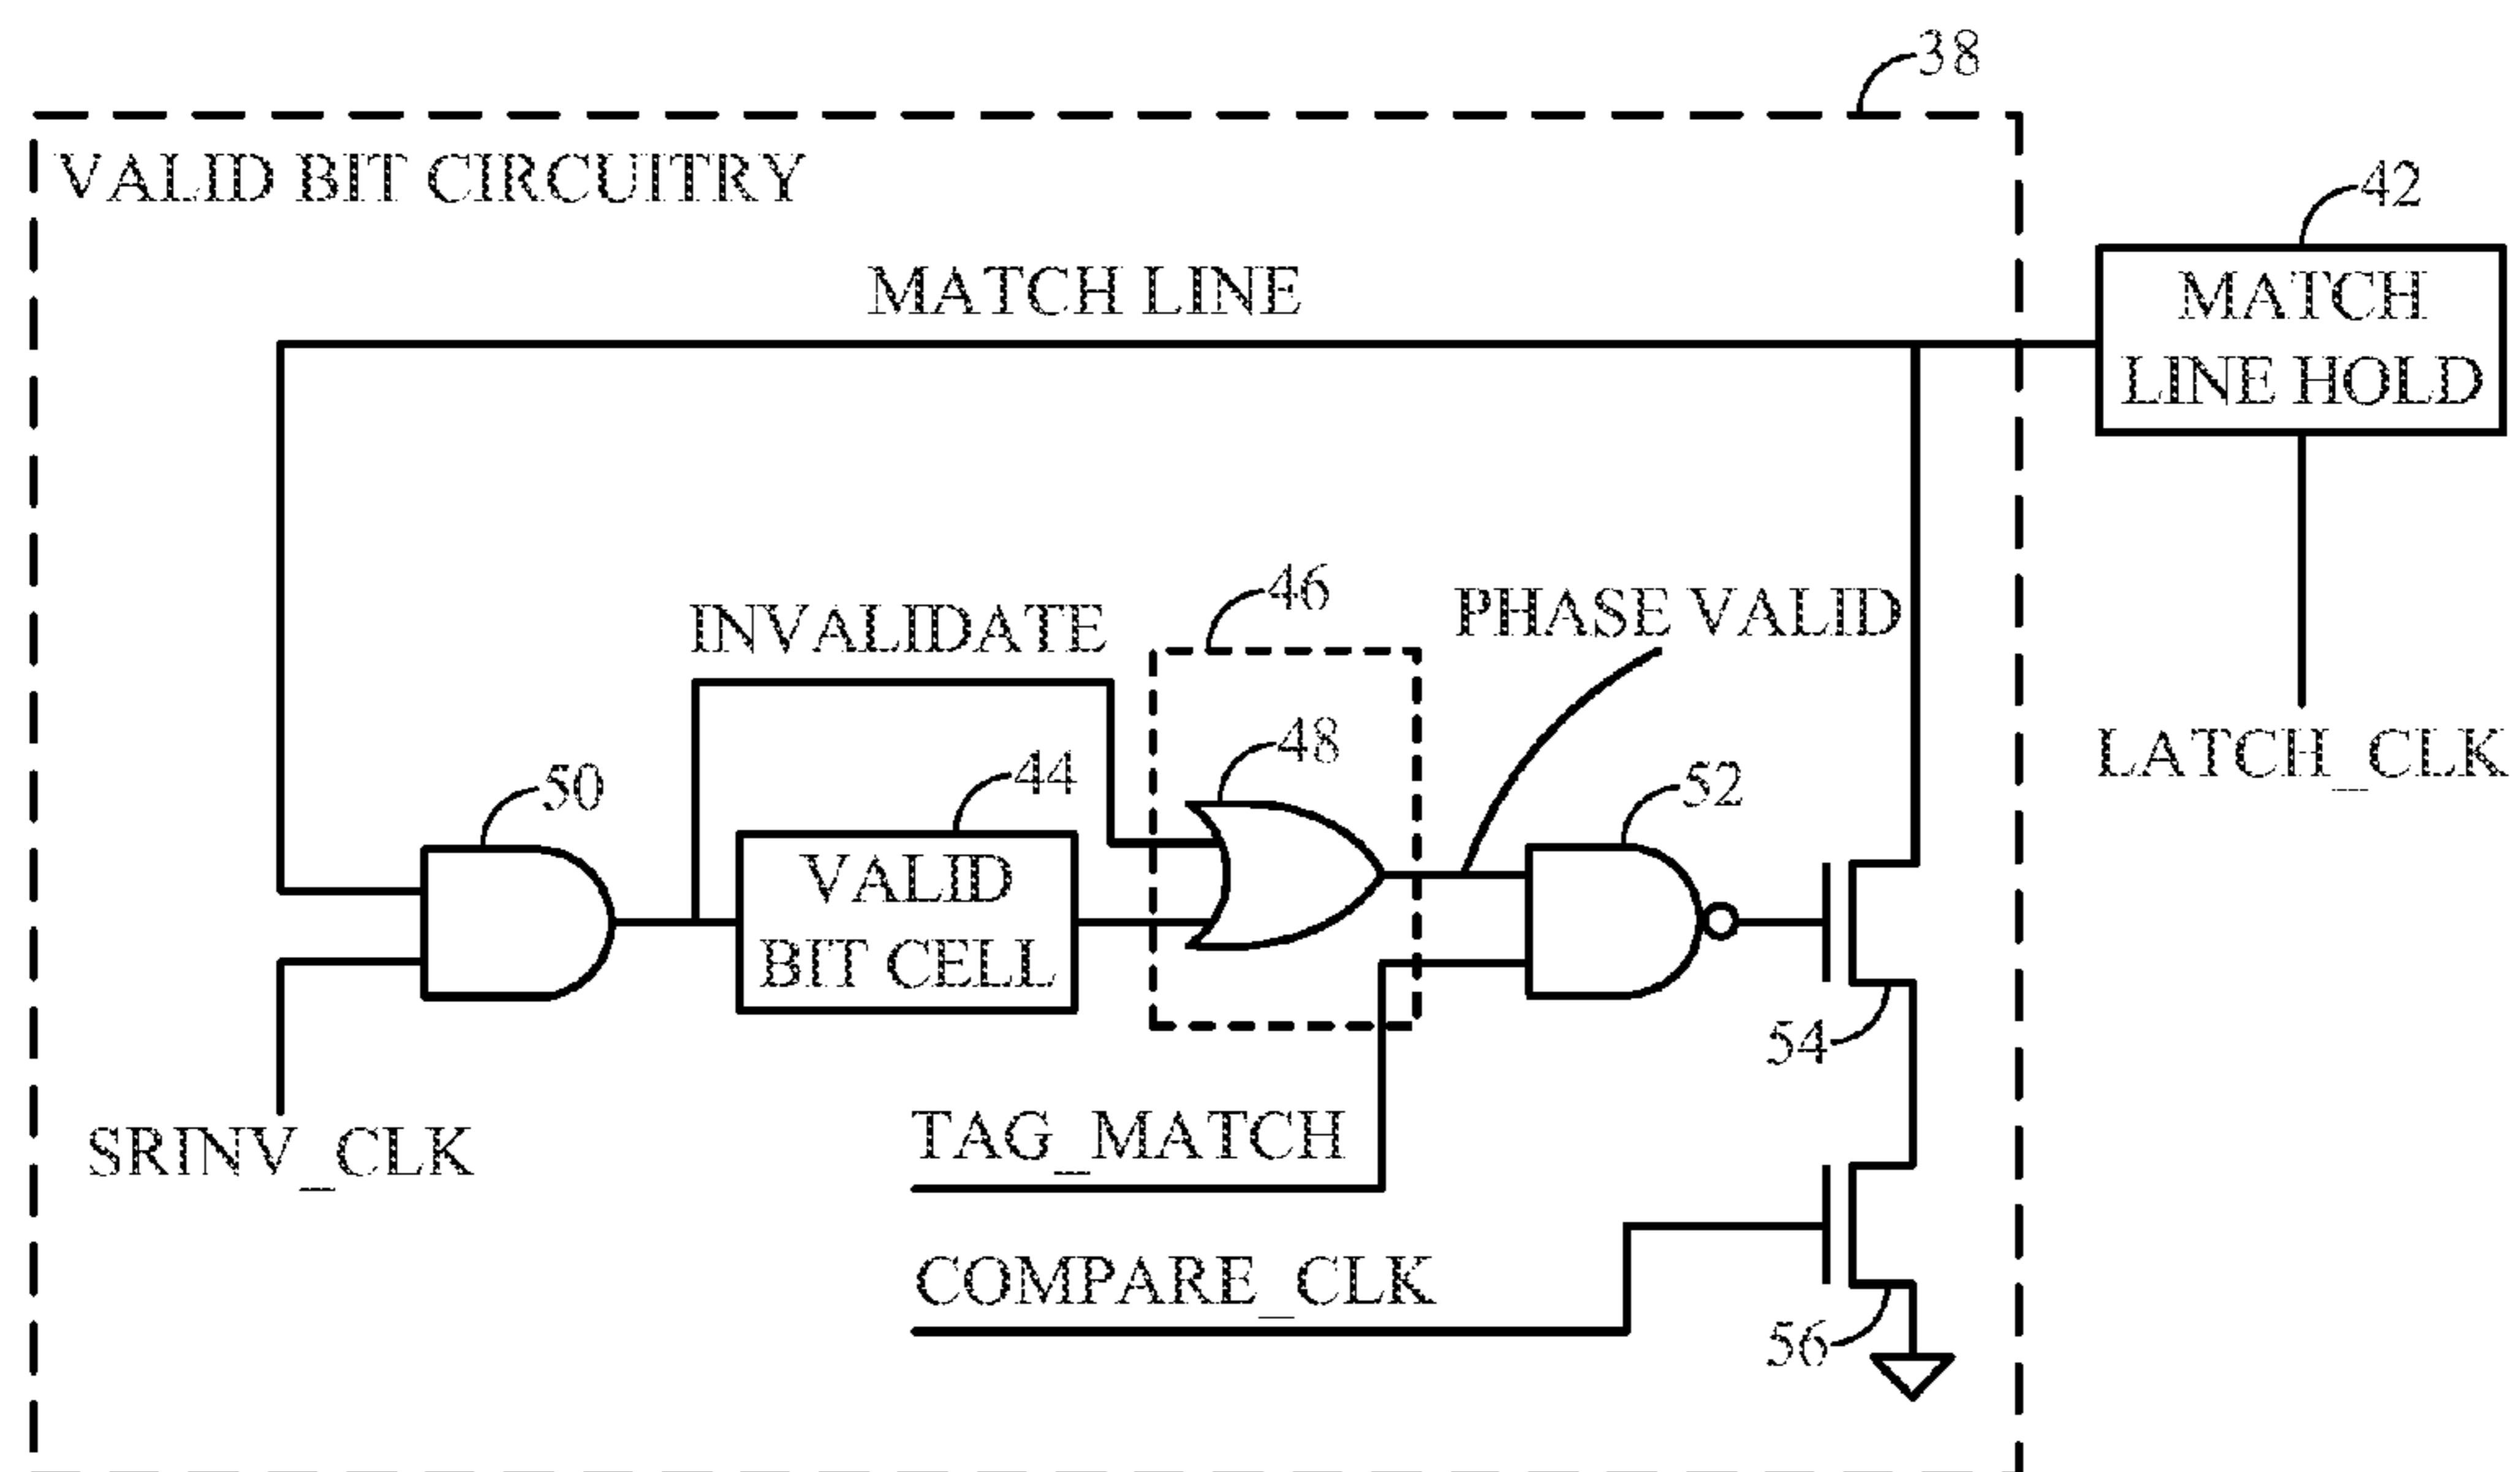 38
VALID BIT CIRCUITRY
42
MATCH LINE
MATCH
LINE HOLD
46
INVALIDATE
PHASE VALID
48
LATCH_CLK
50
44
52
VALID
BIT CELL
54
TAG_MATCH
SRINV_CLK
COMPARE_CLK
56